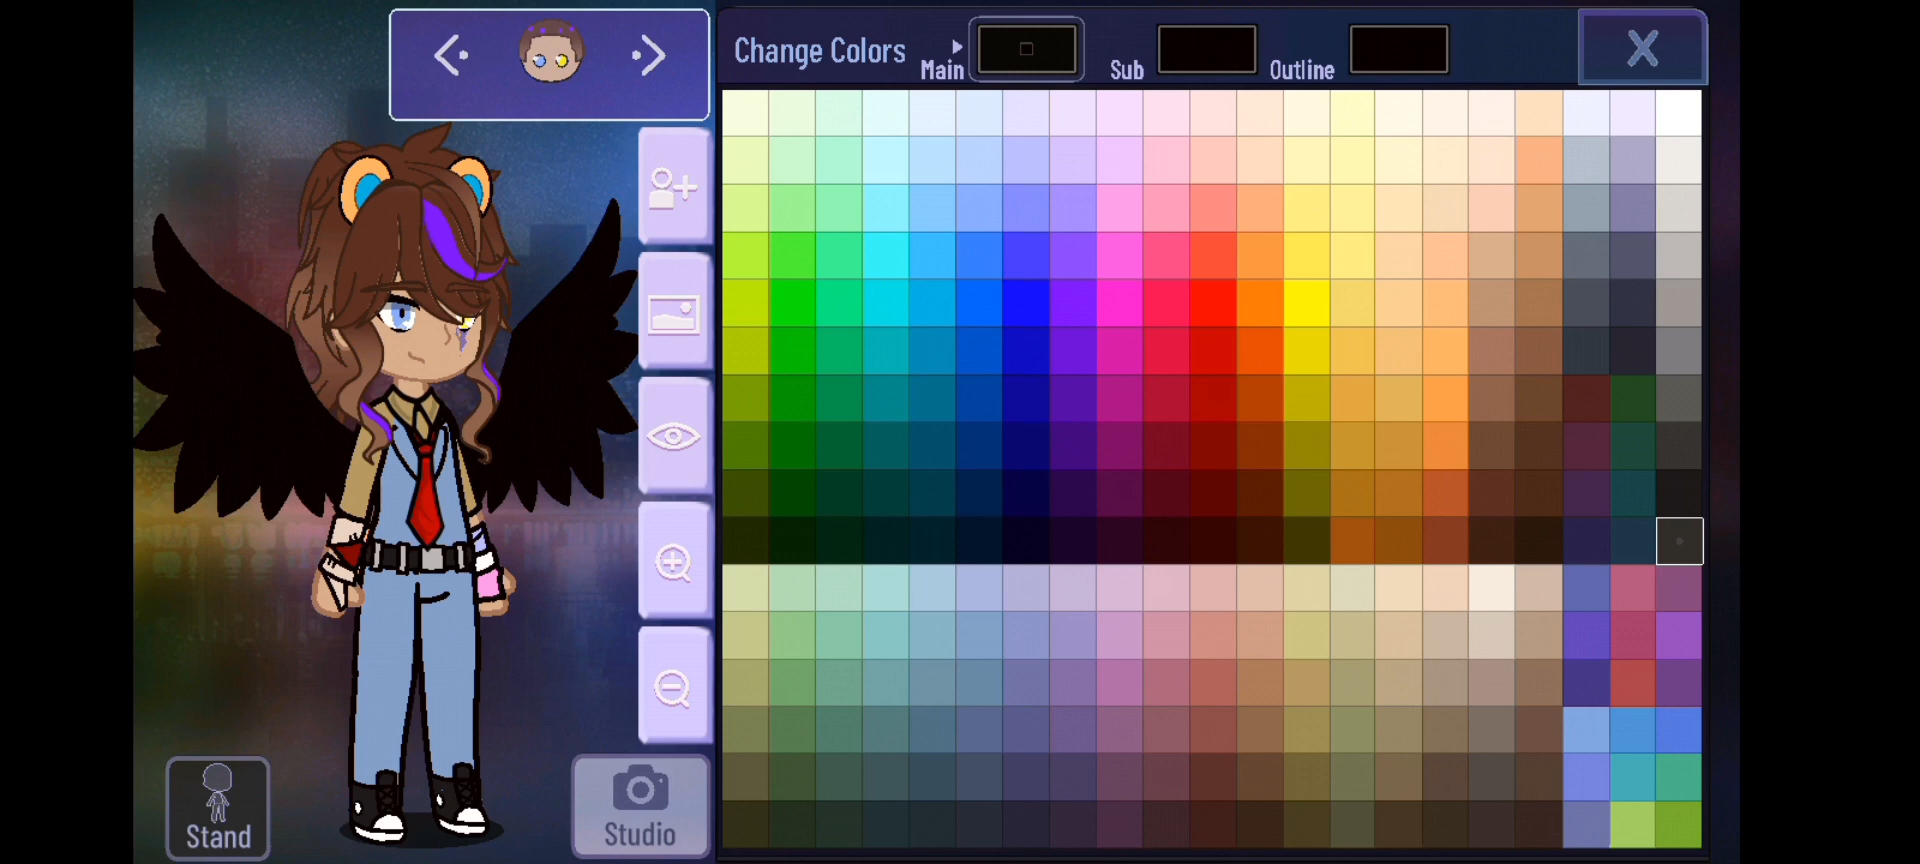 Change Colors
Main
Sub
Outline
X
Stand
Studio